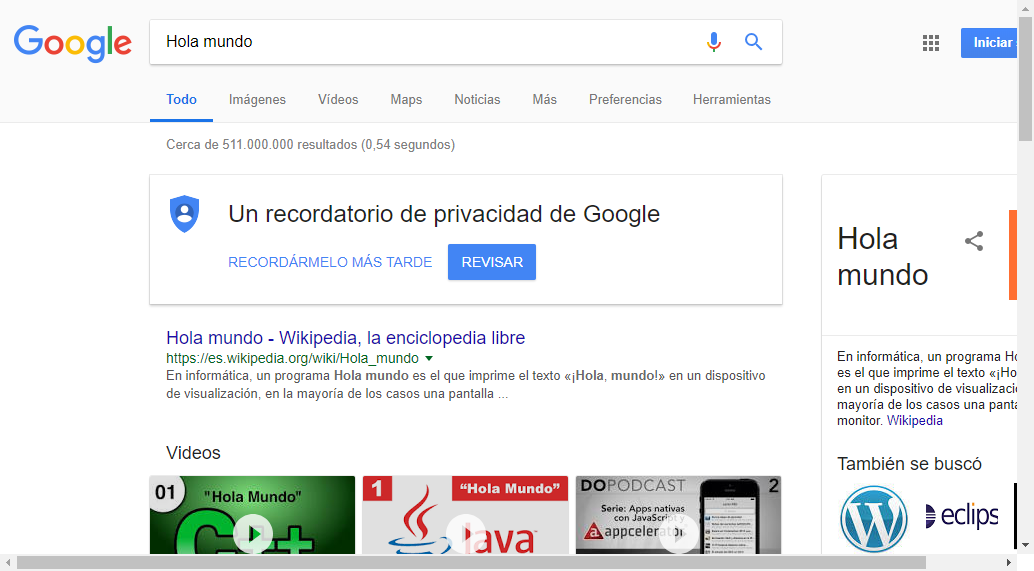 Google
Hola mundo
Iniciar
Todo Imágenes Vídeos Maps Noticias Más Preferencias Herramientas
Cerca de 511.000.000 resultados (0,54 segundos)
Un recordatorio de privacidad de Google
RECORDÁRMELO MÁS TARDE REVISAR
Hola mundo - Wikipedia, la enciclopedia libre
https://es.wikipedia.org/wiki/Hola_mundo
En informática, un programa Hola mundo es el que imprime el texto «¡Hola, mundo!» en un dispositivo
de visualización, en la mayoría de los casos una pantalla ...
Videos
01
"Hola Mundo"
C++
1
“Hola Mundo”
Java™
DOPODCAST 2
Serie: Apps nativas
con JavaScript y
appcelerator
Hola
mundo
En informática, un programa Ho
es el que imprime el texto «¡Ho
en un dispositivo de visualizaci
mayoría de los casos una panta
monitor. Wikipedia
También se buscó
eclips